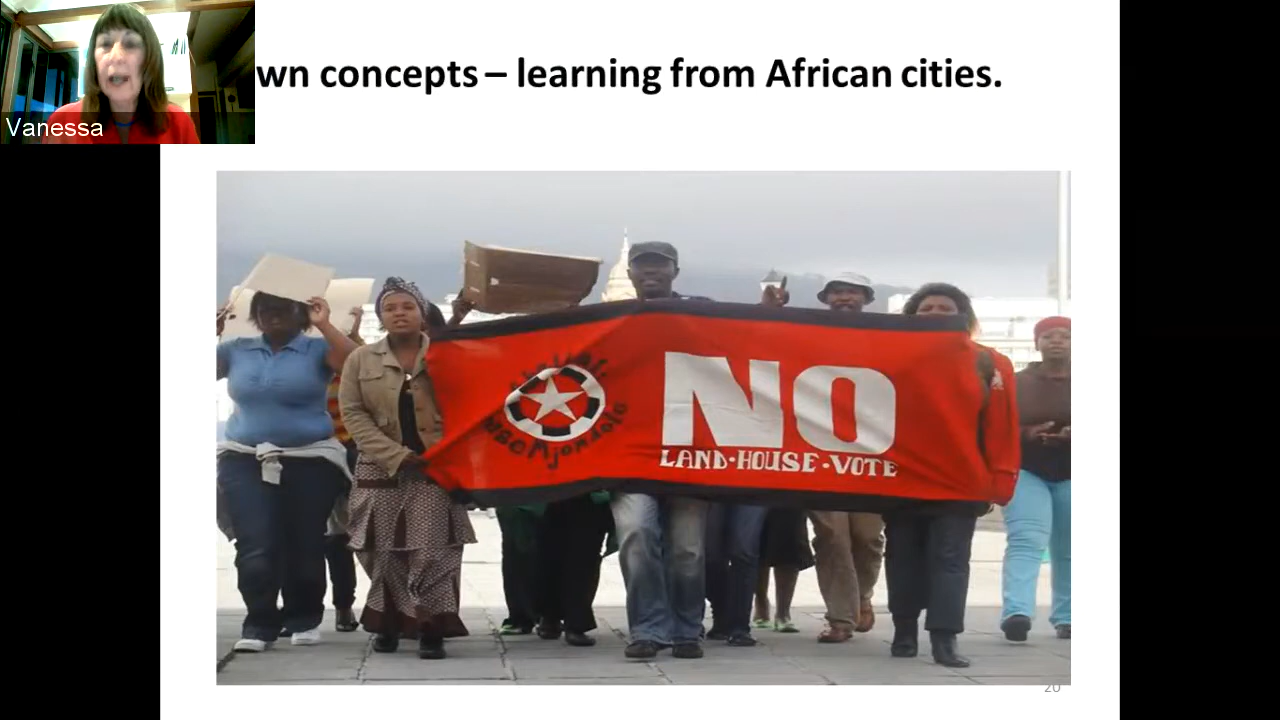 wn concepts – learning from African cities.
Vanessa
NO
LAND·HOUSE·VOTE
20